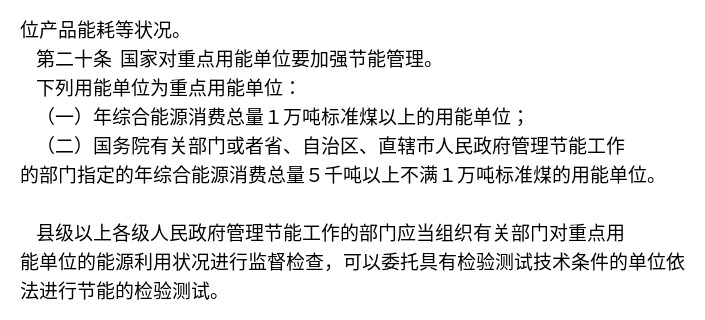 位产品能耗等状况。
第二十条 国家对重点用能单位要加强节能管理。
下列用能单位为重点用能单位：
（一）年综合能源消费总量１万吨标准煤以上的用能单位；
（二）国务院有关部门或者省、自治区、直辖市人民政府管理节能工作
的部门指定的年综合能源消费总量５千吨以上不满１万吨标准煤的用能单位。
县级以上各级人民政府管理节能工作的部门应当组织有关部门对重点用
能单位的能源利用状况进行监督检查，可以委托具有检验测试技术条件的单位依
法进行节能的检验测试。